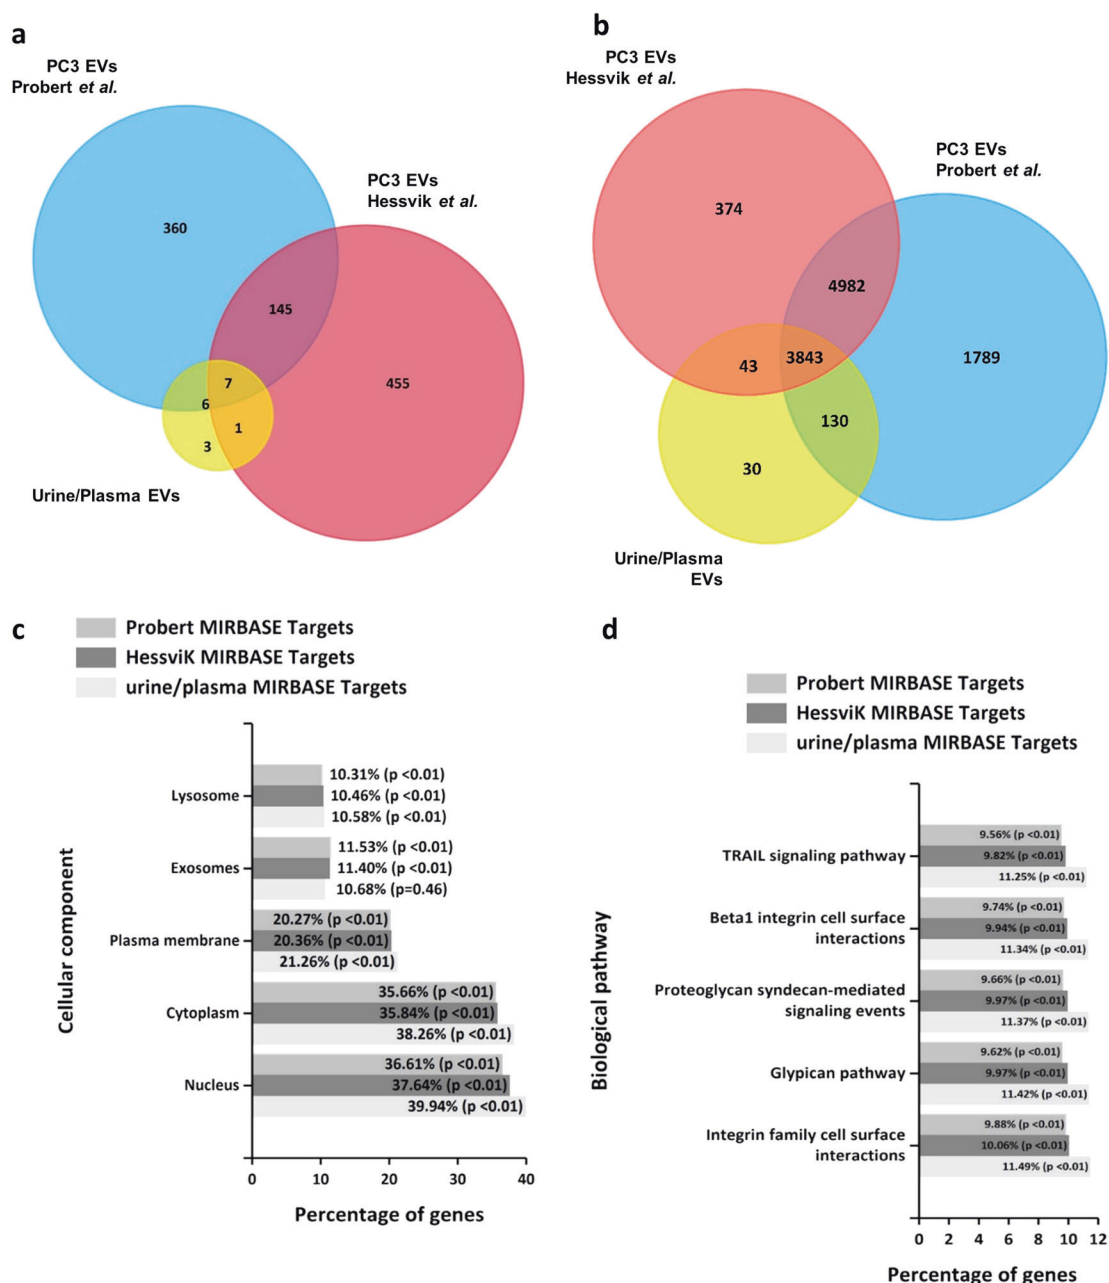 a
PC3 EVs
Probert et al.
PC3 EVs
Hessvik et al.
360
145
7
455
6
1
3
Urine/Plasma EVs
b
PC3 EVs
Hessvik et al.
PC3 EVs
Probert et al.
374
4982
43
3843
1789
130
30
Urine/Plasma
EVs
c
Probert MIRBASE Targets
HessviK MIRBASE Targets
urine/plasma MIRBASE Targets
Cellular component
Lysosome
10.31% (p <0.01)
10.46% (p <0.01)
10.58% (p <0.01)
Exosomes
11.53% (p <0.01)
11.40% (p <0.01)
10.68% (p=0.46)
Plasma membrane
20.27% (p <0.01)
20.36% (p <0.01)
21.26% (p <0.01)
Cytoplasm
35.66% (p <0.01)
35.84% (p <0.01)
38.26% (p <0.01)
Nucleus
36.61% (p <0.01)
37.64% (p <0.01)
39.94% (p <0.01)
0 10 20 30 40
Percentage of genes
d
Probert MIRBASE Targets
HessviK MIRBASE Targets
urine/plasma MIRBASE Targets
Biological pathway
TRAIL signaling pathway
9.56% (p <0.01)
9.82% (p <0.01)
11.25% (p <0.01)
Beta1 integrin cell surface
interactions
9.74% (p <0.01)
9.94% (p <0.01)
11.34% (p <0.01)
Proteoglycan syndecan-mediated
signaling events
9.66% (p <0.01)
9.97% (p <0.01)
11.37% (p <0.01)
Glypican pathway
9.62% (p <0.01)
9.97% (p <0.01)
11.42% (p <0.01)
Integrin family cell surface
interactions
9.88% (p <0.01)
10.06% (p <0.01)
11.49% (p <0.01)
0 2 4 6 8 10 12
Percentage of genes